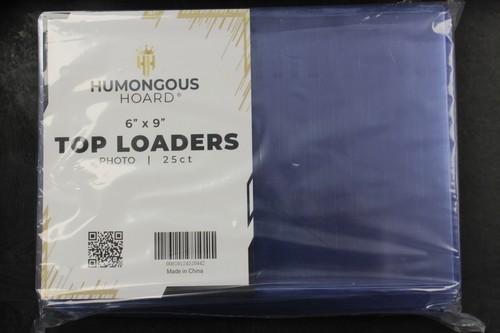 HUMONGOUS
HOARD®
6" x 9"
TOP LOADERS
PHOTO | 25ct
Made in China